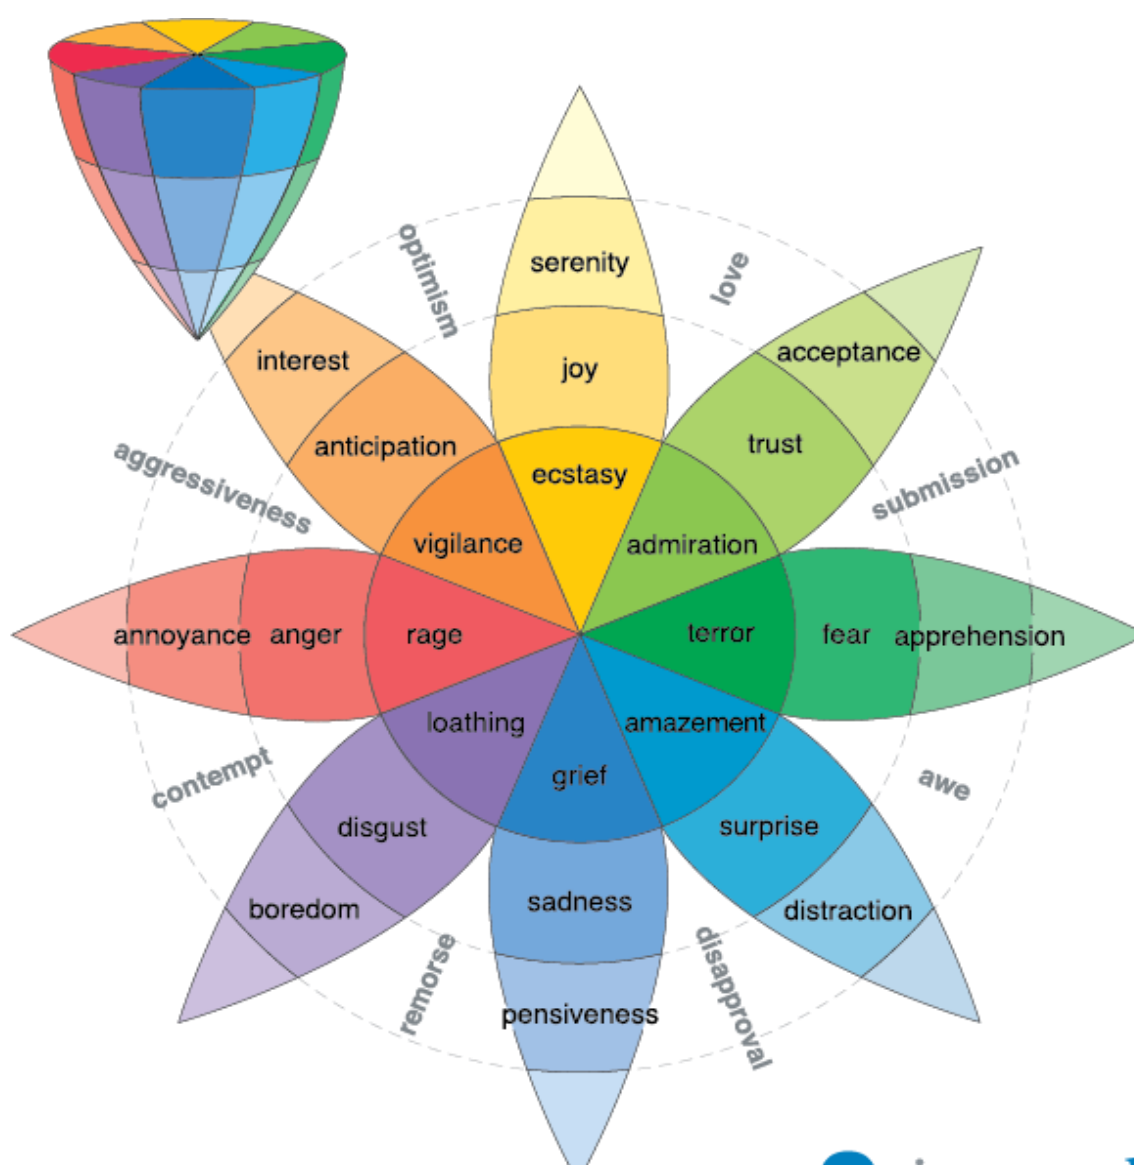 optimism
love
serenity
interest
acceptance
joy
anticipation
trust
aggressiveness
submission
ecstasy
vigilance
admiration
annoyance
anger
rage
terror
fear
apprehension
loathing
amazement
contempt
grief
awe
disgust
surprise
boredom
sadness
distraction
remorse
disapproval
pensiveness